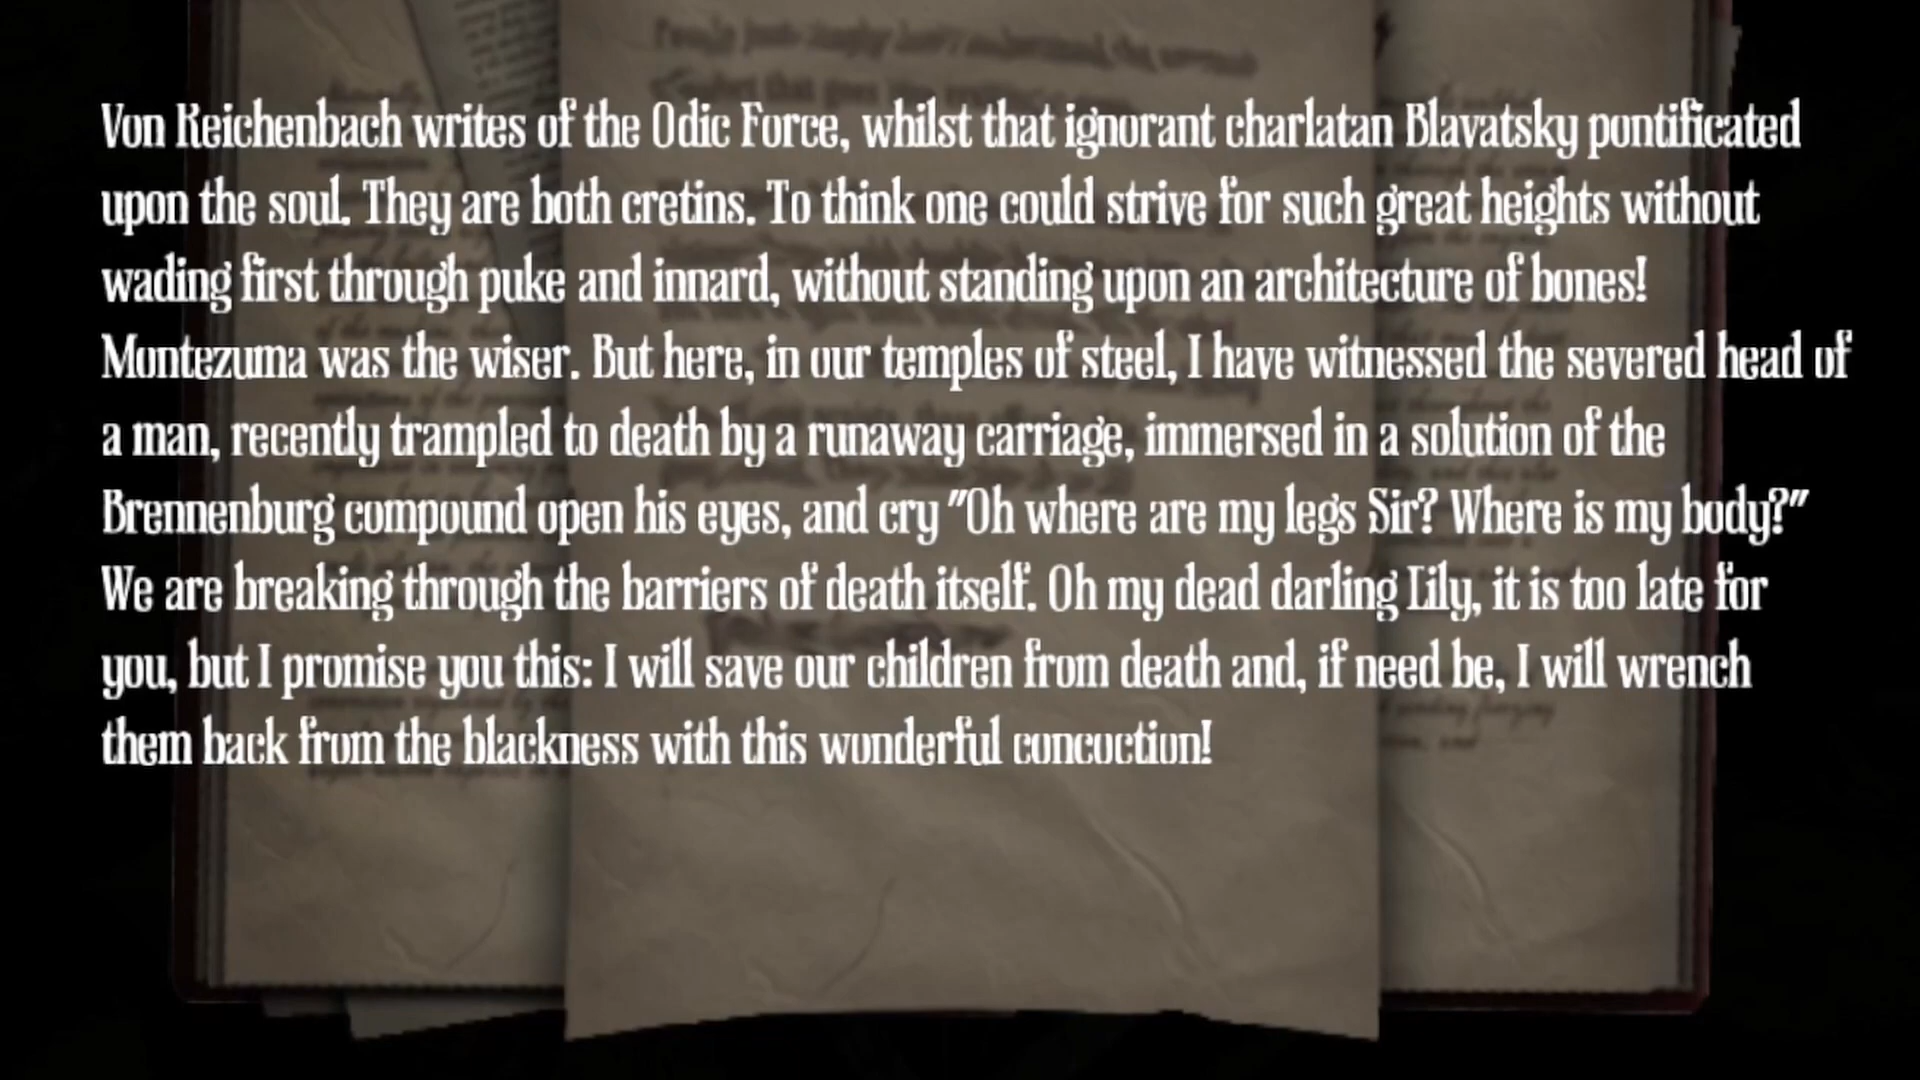 Von Reichenbach writes of the Odic Force, whilst that ignorant charlatan Blavatsky pontificated
upon the soul. They are both cretins. To think one could strive for such great heights without
wading first through puke and innard, without standing upon an architecture of bones!
Montezuma was the wiser. But here, in our temples of steel, I have witnessed the severed head of
a man, recently trampled to death by a runaway carriage, immersed in a solution of the
Brennenburg compound open his eyes, and cry "Oh where are my legs Sir? Where is my body?"
We are breaking through the barriers of death itself. Oh my dead darling Lily, it is too late for
you, but I promise you this: I will save our children from death and, if need be, I will wrench
them back from the blackness with this wonderful concoction!